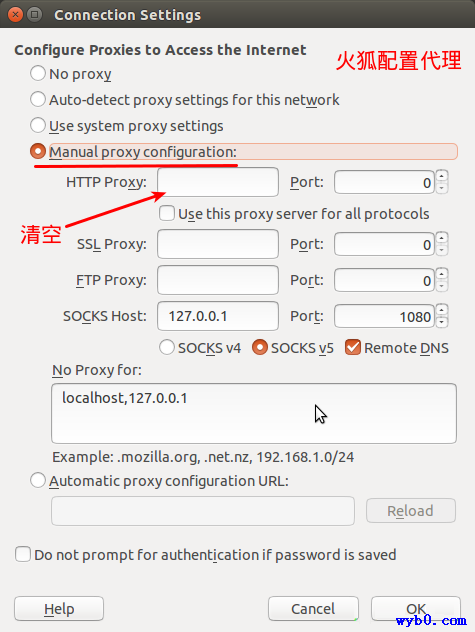 Connection Settings
Configure Proxies to Access the Internet
火狐配置代理
No proxy
Auto-detect proxy settings for this network
Use system proxy settings
Manual proxy configuration:
HTTP Proxy: Port: 0
Use this proxy server for all protocols
清空
SSL Proxy: Port: 0
FTP Proxy: Port: 0
SOCKS Host: 127.0.0.1 Port: 1080
SOCKS v4 SOCKS v5 Remote DNS
No Proxy for:
localhost,127.0.0.1
Example: .mozilla.org, .net.nz, 192.168.1.0/24
Automatic proxy configuration URL:
Reload
Do not prompt for authentication if password is saved
Help Cancel OK
wyb0.com